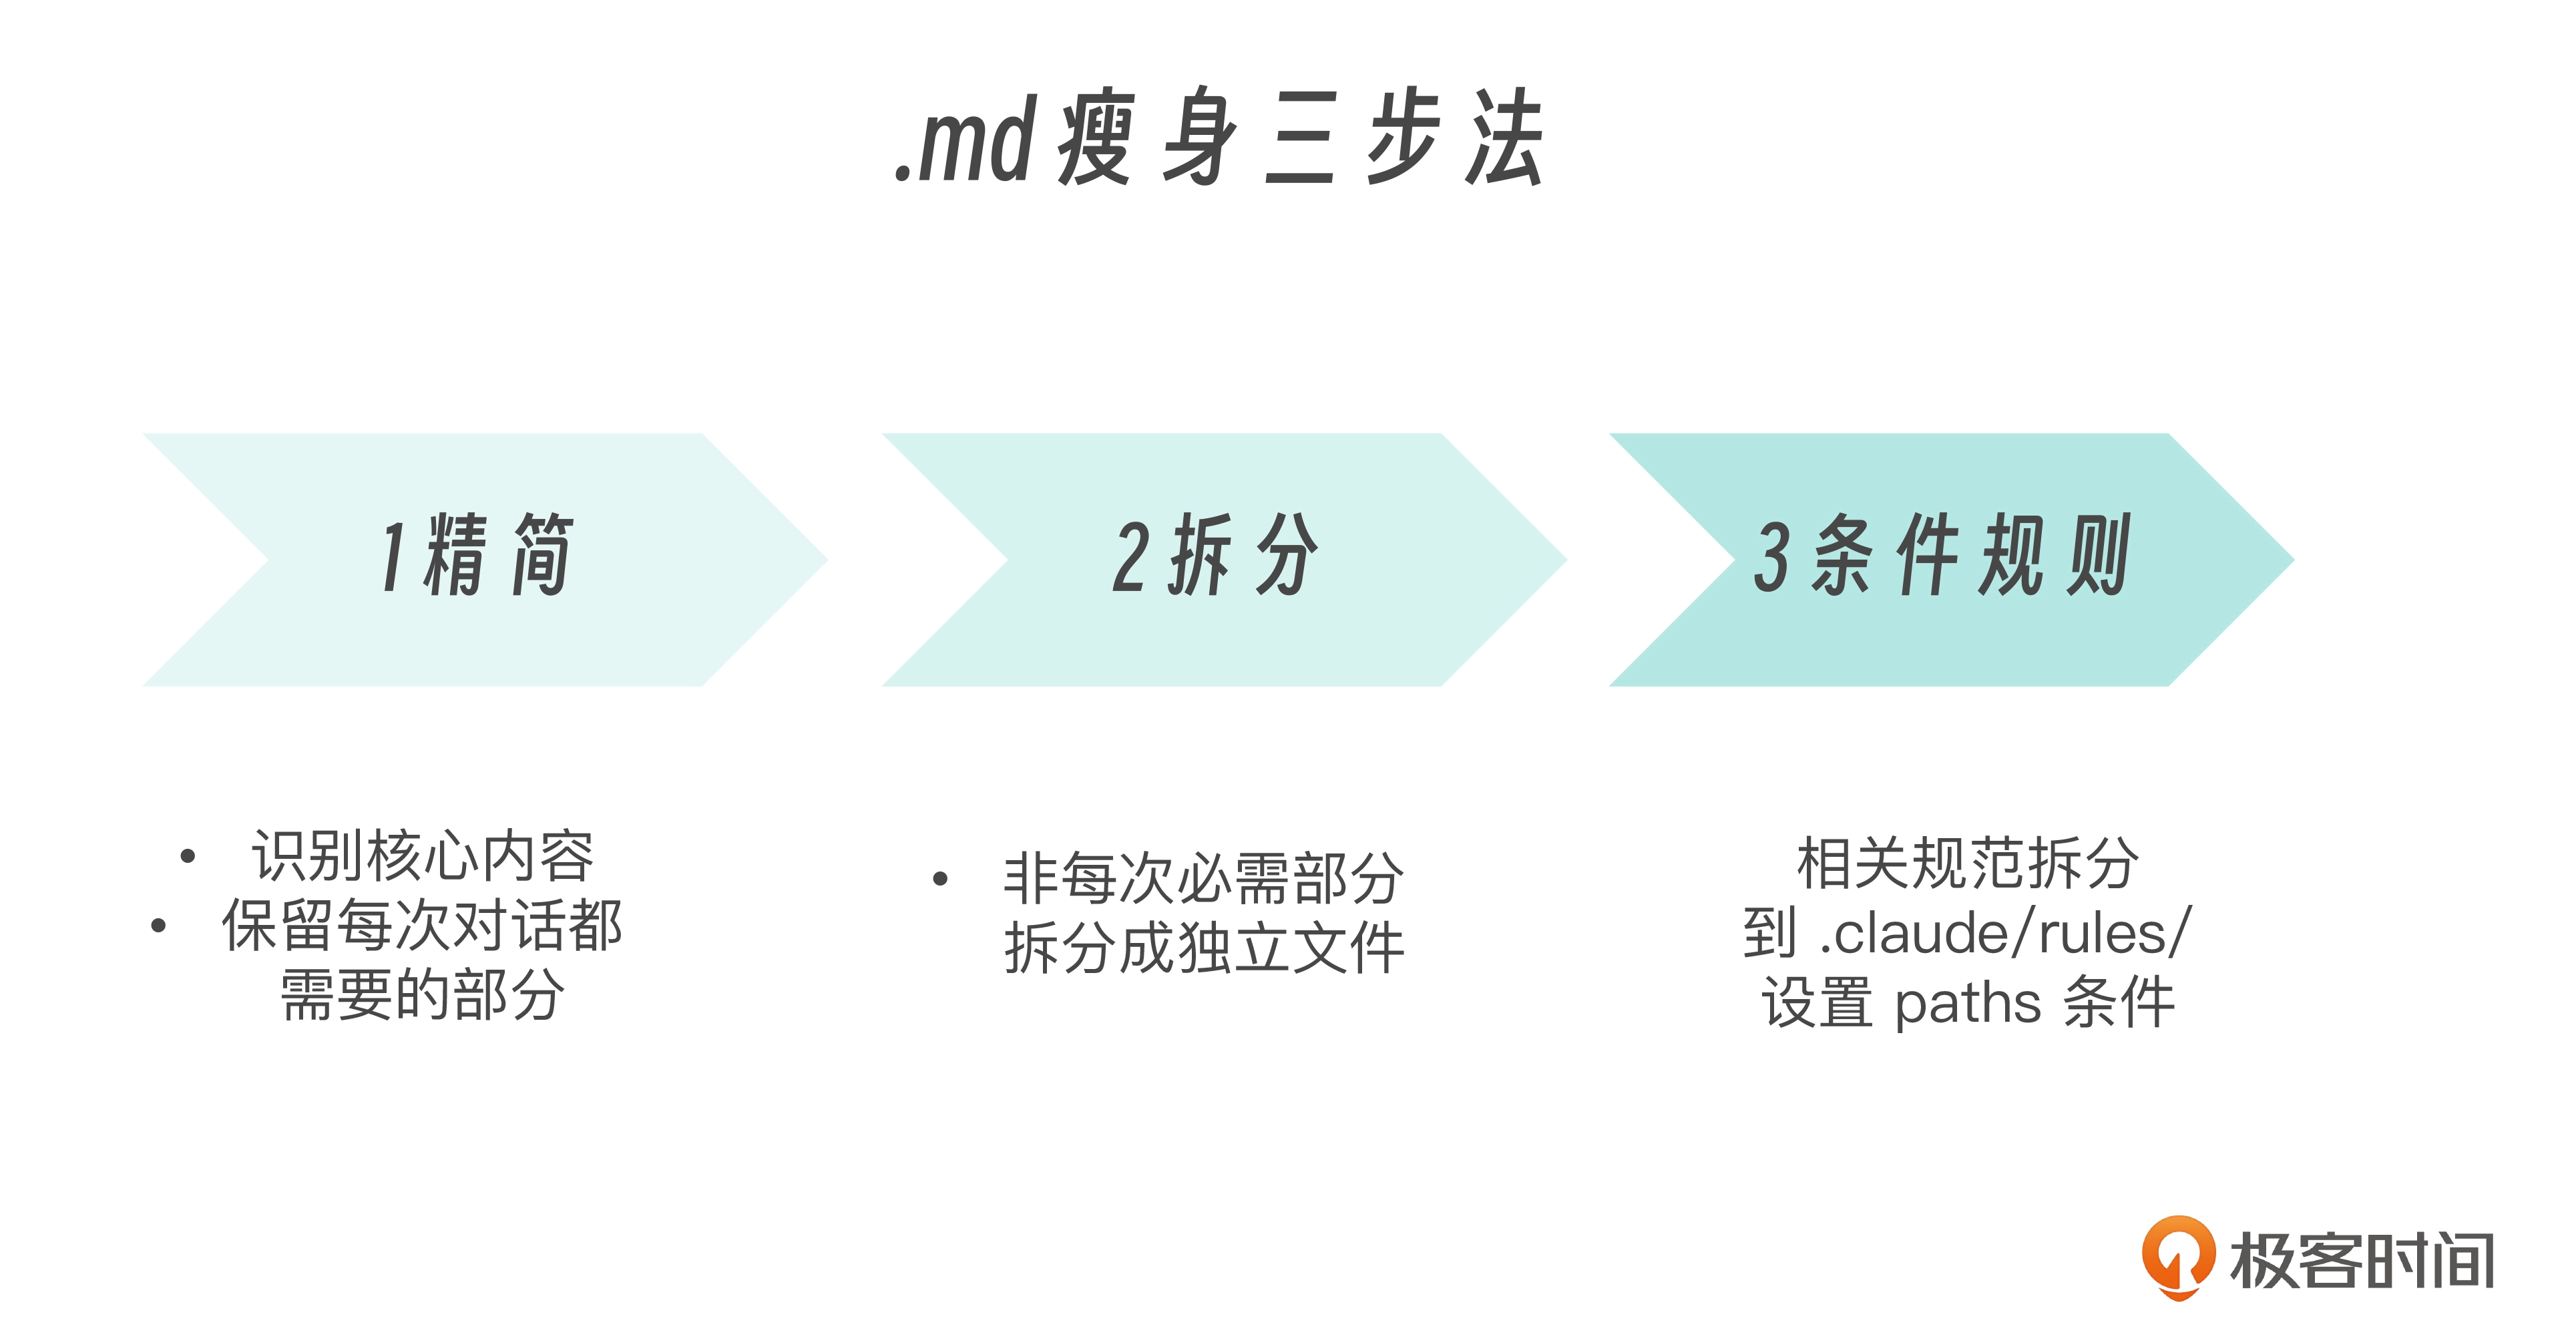 .md瘦身三步法
1精简
2拆分
3条件规则
• 识别核心内容
• 保留每次对话都
需要的部分
• 非每次必需部分
拆分成独立文件
相关规范拆分
到 .claude/rules/
设置 paths 条件
极客时间